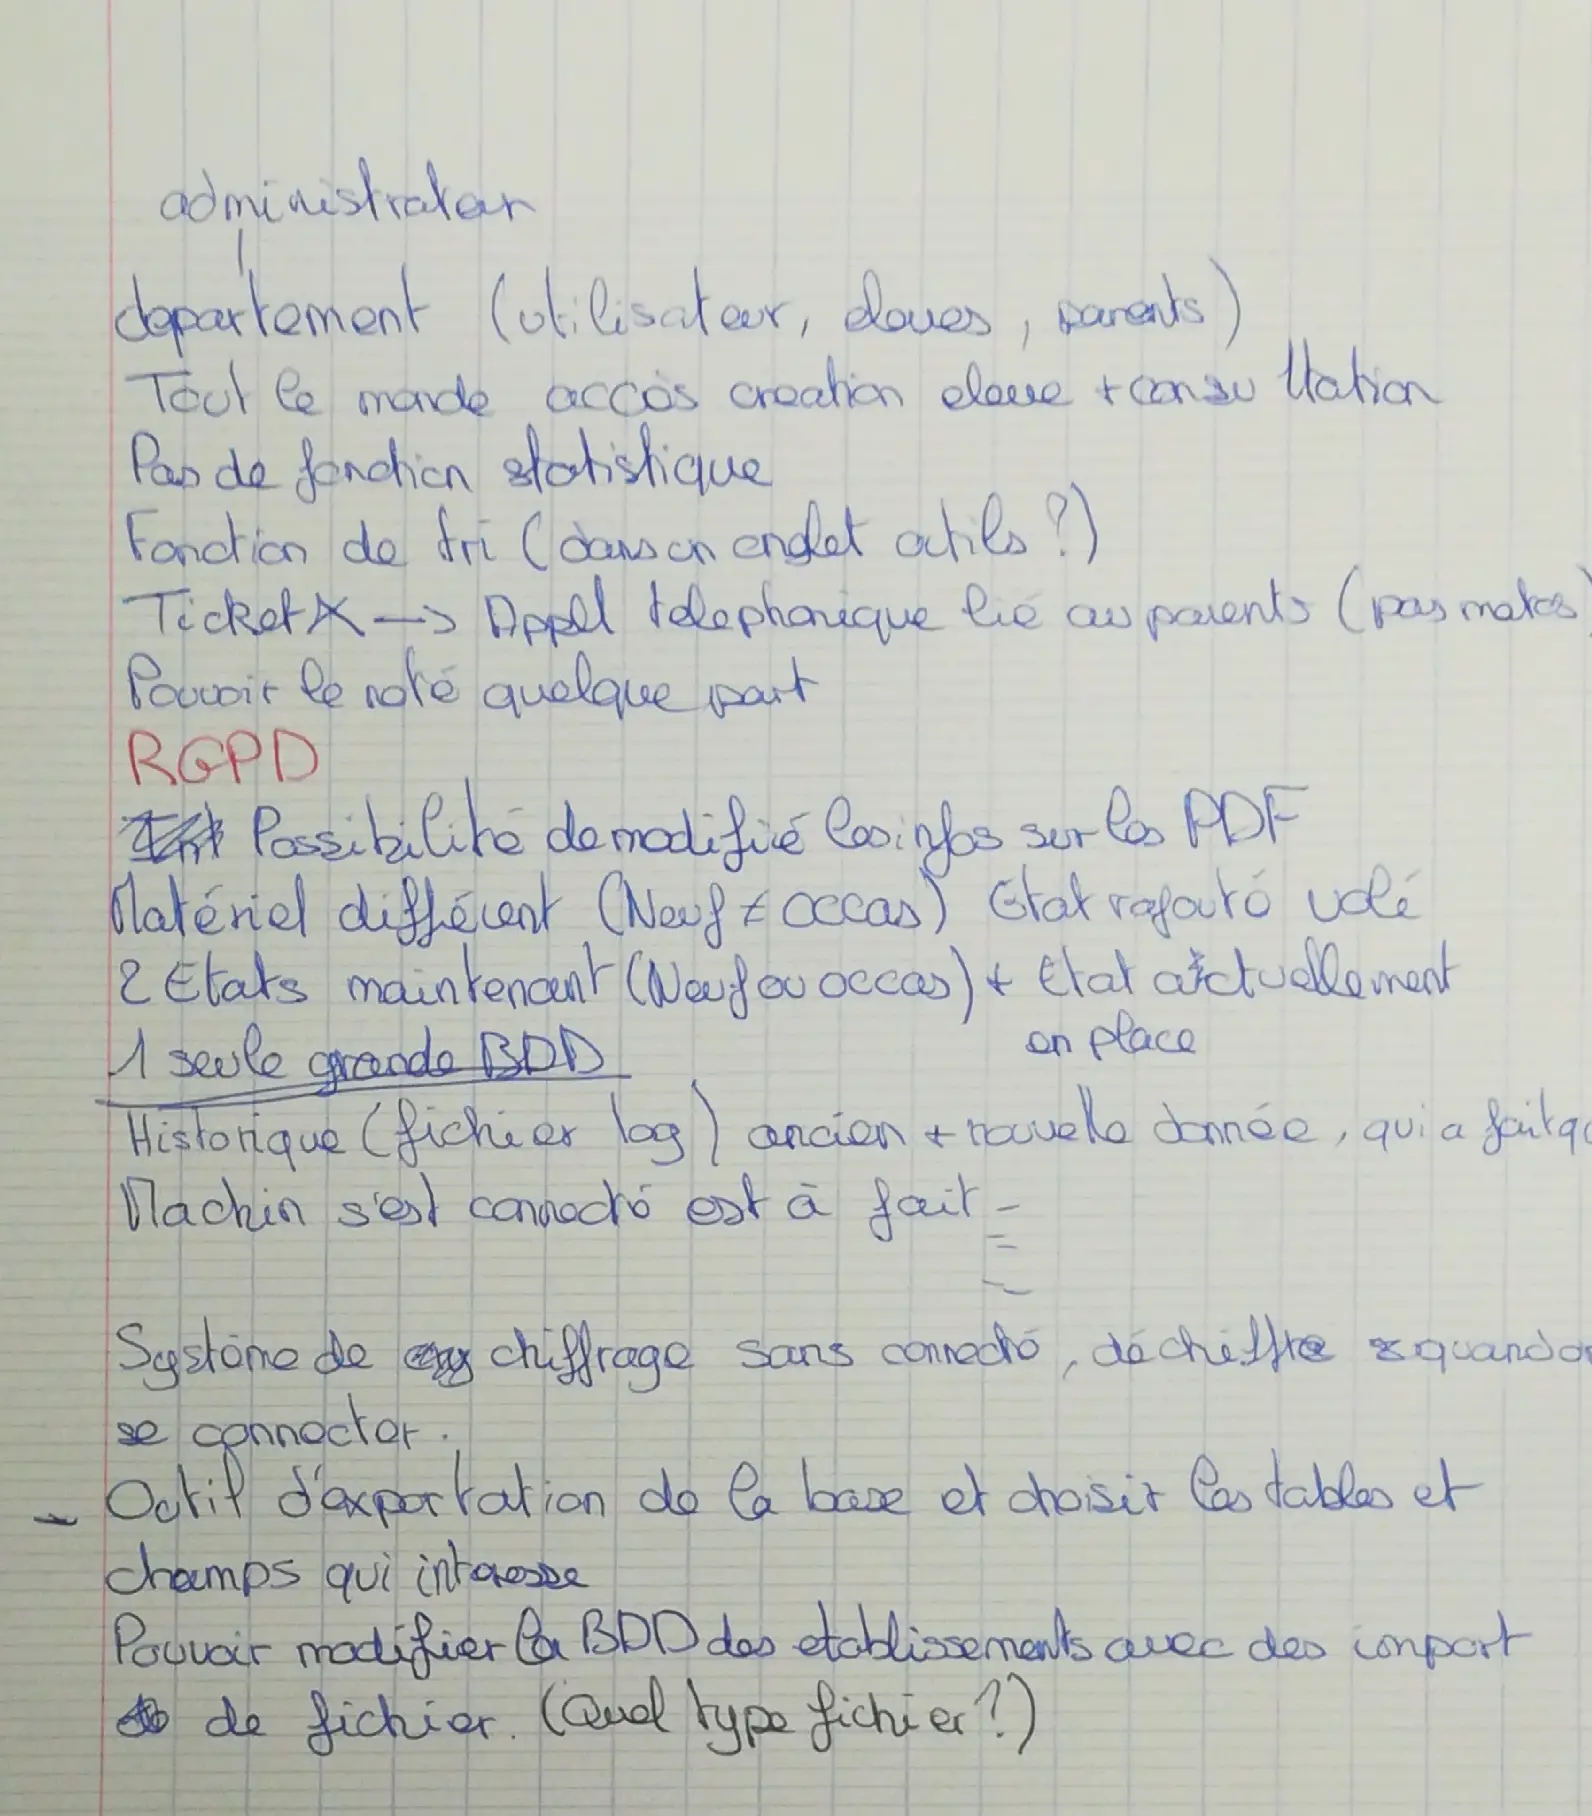 administrateur
departement (utilisateur, eleves, parents)
Tout le monde accès creation eleve + consultation
Pas de fonction statistique
Fonction de tri (dans un onglet outils ?)
Ticket X → Appel telephonique lié au parents (pas matos)
Pouvoir le noté quelque part
RGPD
Possibilité de modifié les infos sur les PDF
Matériel différent (Neuf ≠ occas) Etat rajouté volé
2 Etats maintenant (Neuf ou occas) + Etat actuellement
en place
1 seule grande BDD
Historique (fichier log) ancien + nouvelle donnée, qui a fait
Machin s'est connecté est à fait -
Système de chiffrage sans connecté, déchiffre quand
se connecter.
- Outil d'exportation de la base et choisir les tables et
champs qui interesse
Pouvoir modifier la BDD des etablissements avec des import
de fichier. (Quel type fichier ?)